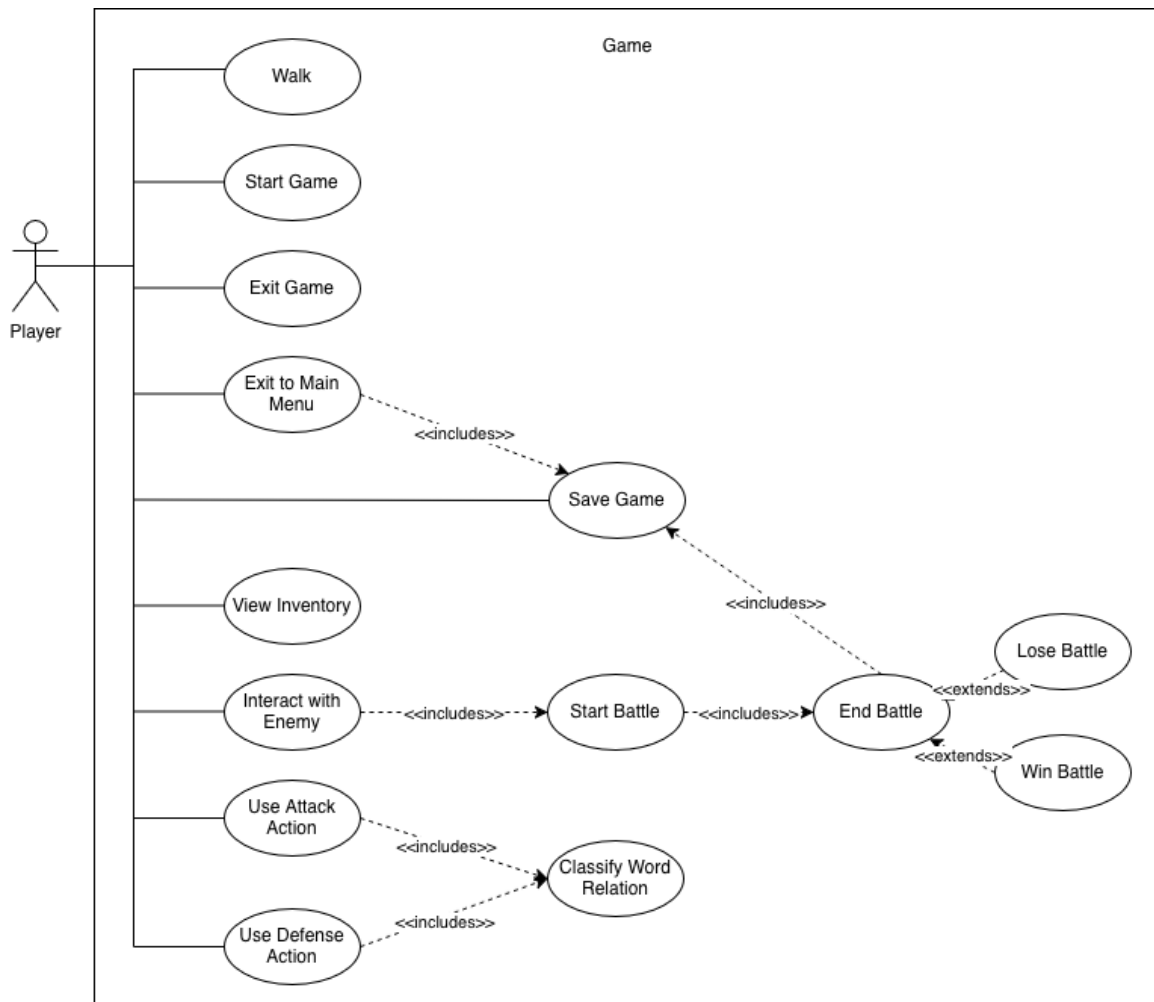 Game
Walk
Start Game
Player
Exit Game
Exit to Main
Menu
<<includes>>
Save Game
View Inventory
<<includes>>
Lose Battle
<<extends>>
Interact with
Enemy
<<includes>>
Start Battle
<<includes>>
End Battle
<<extends>>
Win Battle
Use Attack
Action
<<includes>>
Classify Word
Relation
<<includes>>
Use Defense
Action